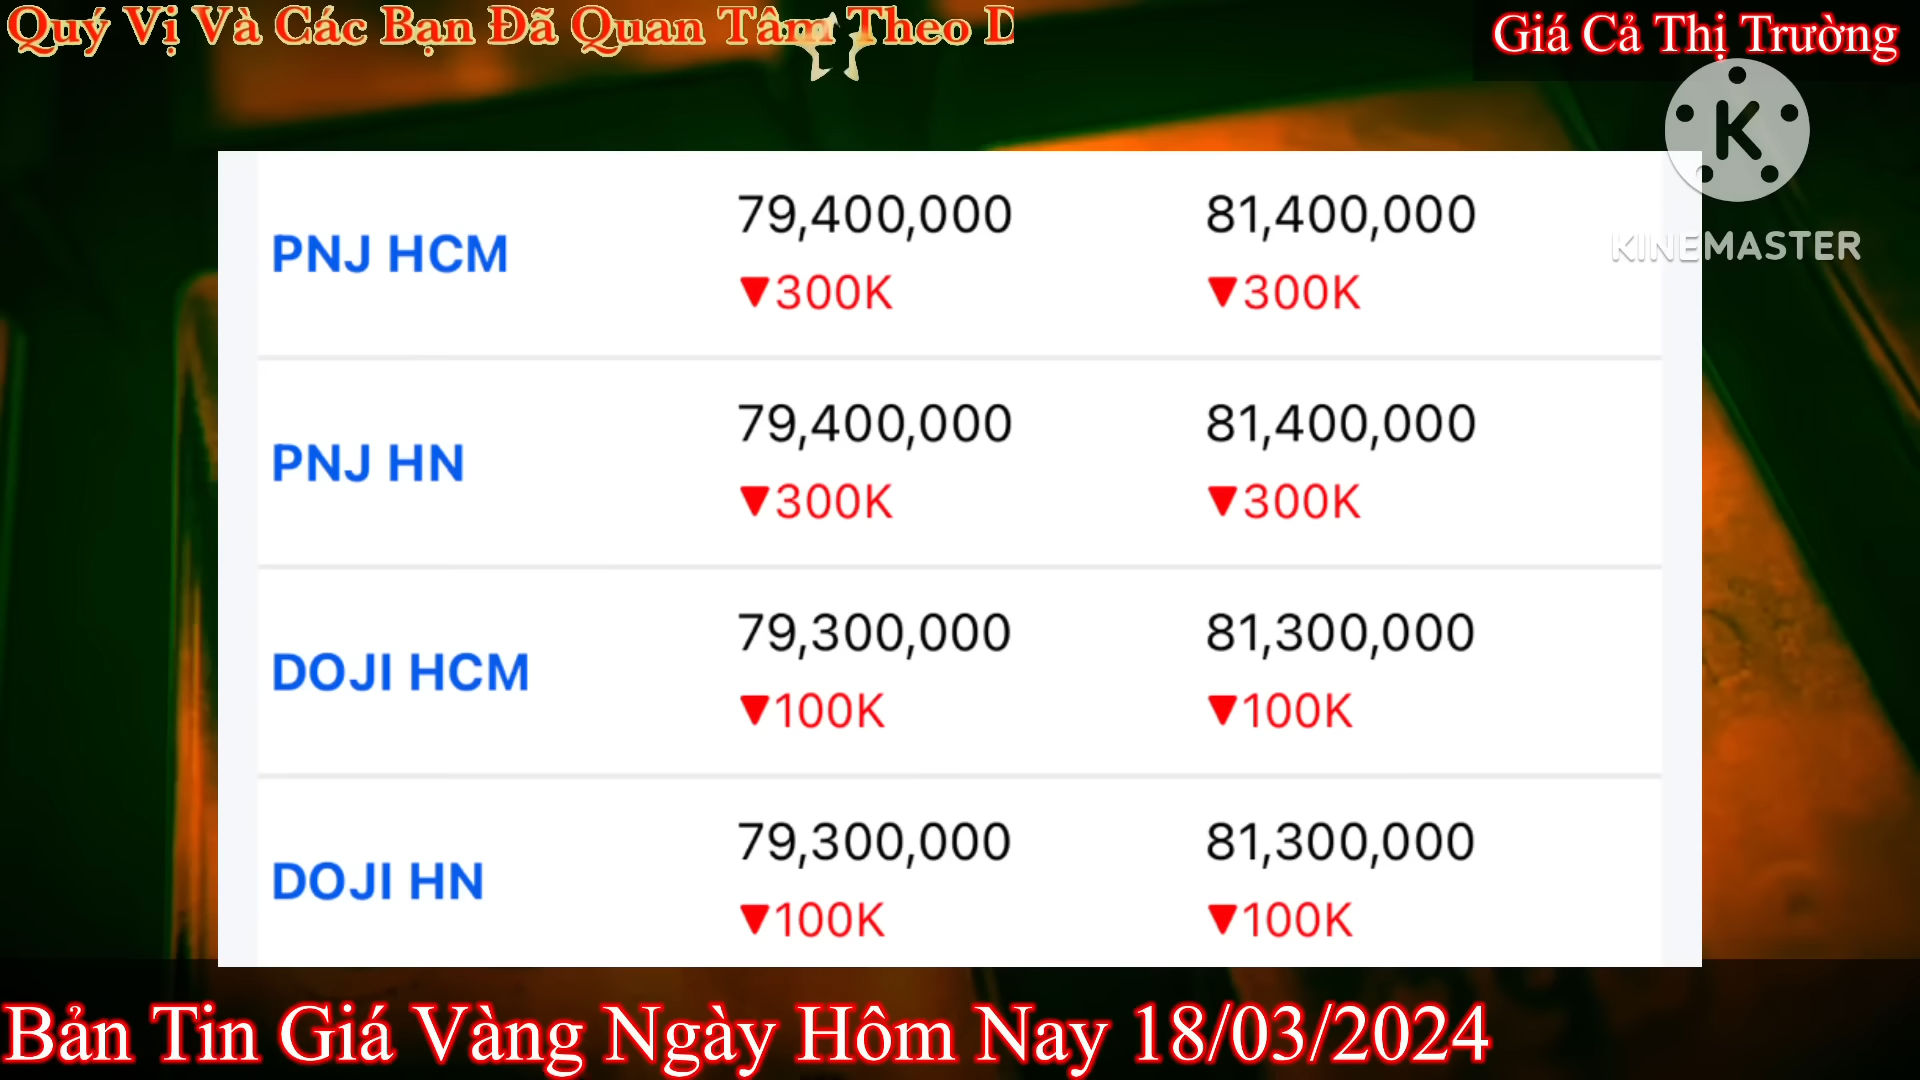 Quý Vị Và Các Bạn Đã Quan Tâm Theo
Giá Cả Thị Trường
K
KINEMASTER
PNJ HCM 79,400,000 81,400,000
▼300K ▼300K
PNJ HN 79,400,000 81,400,000
▼300K ▼300K
DOJI HCM 79,300,000 81,300,000
▼100K ▼100K
DOJI HN 79,300,000 81,300,000
▼100K ▼100K
Bản Tin Giá Vàng Ngày Hôm Nay 18/03/2024